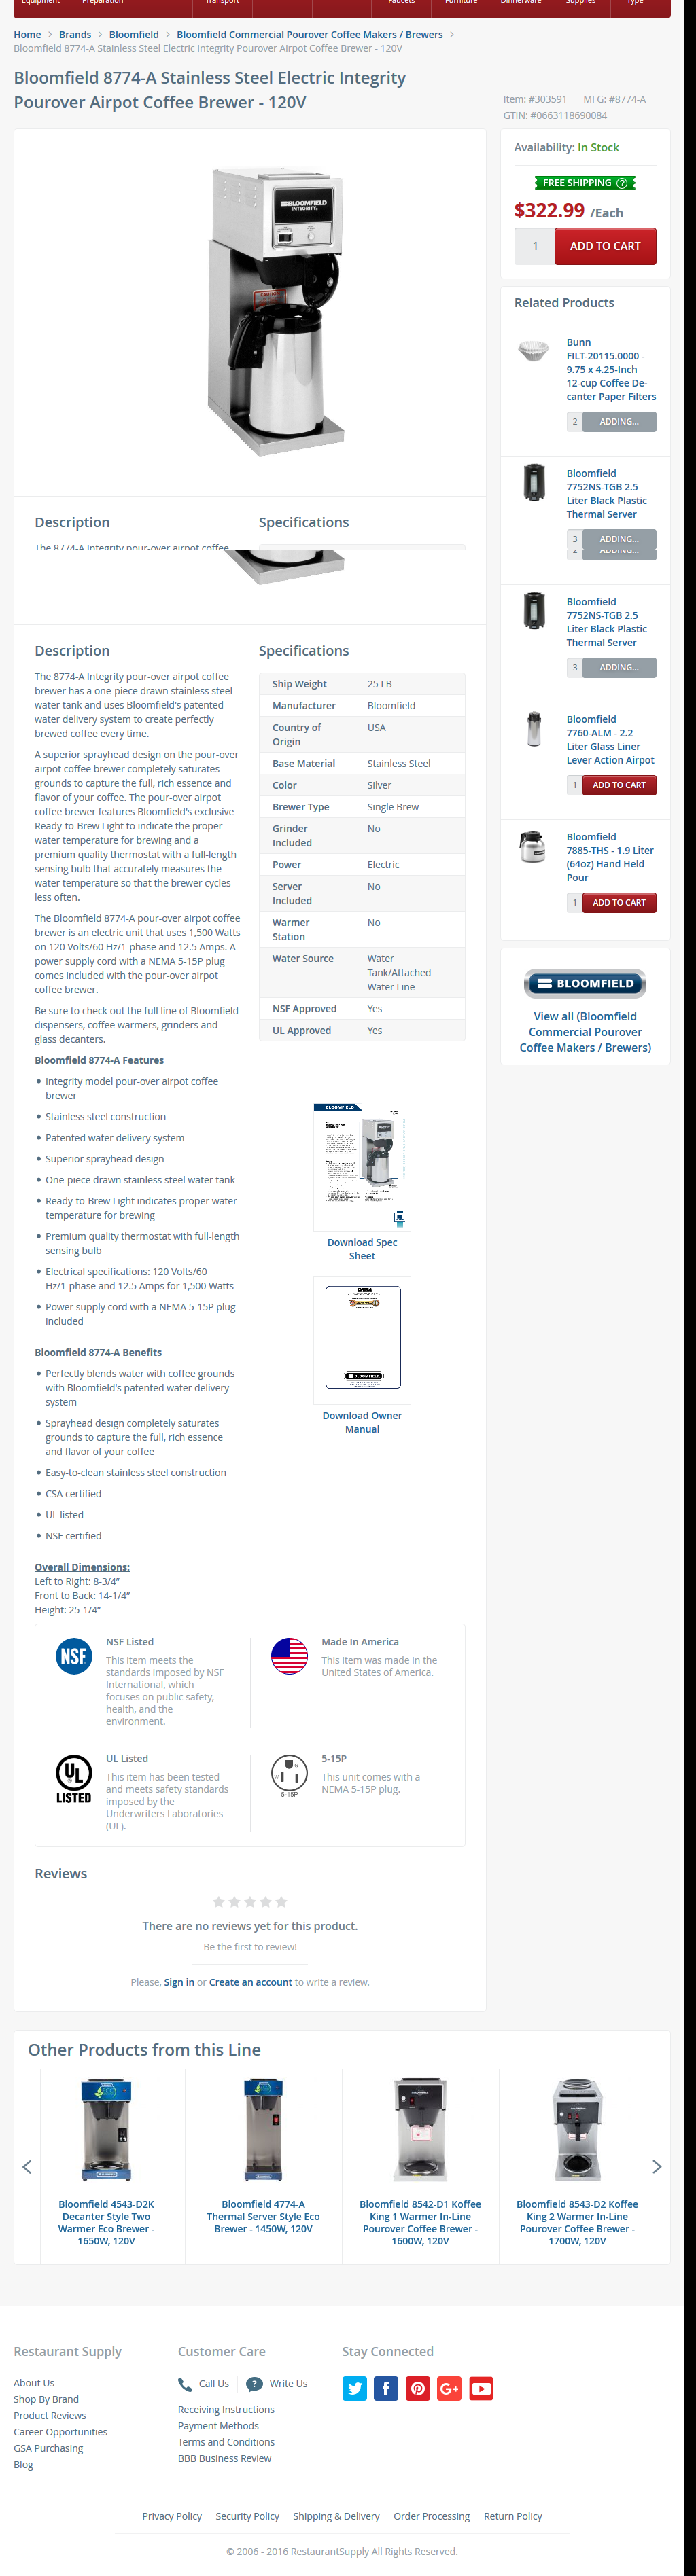 Equipment Preparation Transport Faucets Furniture Dinnerware Supplies Type
Home > Brands > Bloomfield > Bloomfield Commercial Pourover Coffee Makers / Brewers >
Bloomfield 8774-A Stainless Steel Electric Integrity Pourover Airpot Coffee Brewer - 120V
Bloomfield 8774-A Stainless Steel Electric Integrity
Pourover Airpot Coffee Brewer - 120V
Item: #303591 MFG: #8774-A
GTIN: #0663118690084
BLOOMFIELD
INTEGRITY
Availability: In Stock
FREE SHIPPING ?
$322.99 /Each
1 ADD TO CART
Related Products
Bunn
FILT-20115.0000 -
9.75 x 4.25-Inch
12-cup Coffee De-
canter Paper Filters
2 ADDING...
Bloomfield
7752NS-TGB 2.5
Liter Black Plastic
Thermal Server
3 ADDING...
2 ADDING...
Bloomfield
7752NS-TGB 2.5
Liter Black Plastic
Thermal Server
3 ADDING...
Bloomfield
7760-ALM - 2.2
Liter Glass Liner
Lever Action Airpot
1 ADD TO CART
Bloomfield
7885-THS - 1.9 Liter
(64oz) Hand Held
Pour
1 ADD TO CART
BLOOMFIELD
View all (Bloomfield
Commercial Pourover
Coffee Makers / Brewers)
Description
The 8774-A Integrity pour-over airpot coffee
Specifications
Description
The 8774-A Integrity pour-over airpot coffee
brewer has a one-piece drawn stainless steel
water tank and uses Bloomfield's patented
water delivery system to create perfectly
brewed coffee every time.
A superior sprayhead design on the pour-over
airpot coffee brewer completely saturates
grounds to capture the full, rich essence and
flavor of your coffee. The pour-over airpot
coffee brewer features Bloomfield's exclusive
Ready-to-Brew Light to indicate the proper
water temperature for brewing and a
premium quality thermostat with a full-length
sensing bulb that accurately measures the
water temperature so that the brewer cycles
less often.
The Bloomfield 8774-A pour-over airpot coffee
brewer is an electric unit that uses 1,500 Watts
on 120 Volts/60 Hz/1-phase and 12.5 Amps. A
power supply cord with a NEMA 5-15P plug
comes included with the pour-over airpot
coffee brewer.
Be sure to check out the full line of Bloomfield
dispensers, coffee warmers, grinders and
glass decanters.
Bloomfield 8774-A Features
• Integrity model pour-over airpot coffee
brewer
• Stainless steel construction
• Patented water delivery system
• Superior sprayhead design
• One-piece drawn stainless steel water tank
• Ready-to-Brew Light indicates proper water
temperature for brewing
• Premium quality thermostat with full-length
sensing bulb
• Electrical specifications: 120 Volts/60
Hz/1-phase and 12.5 Amps for 1,500 Watts
• Power supply cord with a NEMA 5-15P plug
included
Bloomfield 8774-A Benefits
• Perfectly blends water with coffee grounds
with Bloomfield's patented water delivery
system
• Sprayhead design completely saturates
grounds to capture the full, rich essence
and flavor of your coffee
• Easy-to-clean stainless steel construction
• CSA certified
• UL listed
• NSF certified
Overall Dimensions:
Left to Right: 8-3/4"
Front to Back: 14-1/4"
Height: 25-1/4"
Specifications
Ship Weight 25 LB
Manufacturer Bloomfield
Country of USA
Origin
Base Material Stainless Steel
Color Silver
Brewer Type Single Brew
Grinder No
Included
Power Electric
Server No
Included
Warmer No
Station
Water Source Water
Tank/Attached
Water Line
NSF Approved Yes
UL Approved Yes
BLOOMFIELD
Download Spec
Sheet
BLOOMFIELD
Download Owner
Manual
NSF
NSF Listed
This item meets the
standards imposed by NSF
International, which
focuses on public safety,
health, and the
environment.
Made In America
This item was made in the
United States of America.
UL
LISTED
UL Listed
This item has been tested
and meets safety standards
imposed by the
Underwriters Laboratories
(UL).
G
W
5-15P
5-15P
This unit comes with a
NEMA 5-15P plug.
Reviews
There are no reviews yet for this product.
Be the first to review!
Please, Sign in or Create an account to write a review.
Other Products from this Line
Bloomfield 4543-D2K
Decanter Style Two
Warmer Eco Brewer -
1650W, 120V
Bloomfield 4774-A
Thermal Server Style Eco
Brewer - 1450W, 120V
Bloomfield 8542-D1 Koffee
King 1 Warmer In-Line
Pourover Coffee Brewer -
1600W, 120V
Bloomfield 8543-D2 Koffee
King 2 Warmer In-Line
Pourover Coffee Brewer -
1700W, 120V
Restaurant Supply
About Us
Shop By Brand
Product Reviews
Career Opportunities
GSA Purchasing
Blog
Customer Care
Call Us ? Write Us
Receiving Instructions
Payment Methods
Terms and Conditions
BBB Business Review
Stay Connected
f G+
Privacy Policy Security Policy Shipping & Delivery Order Processing Return Policy
© 2006 - 2016 RestaurantSupply All Rights Reserved.